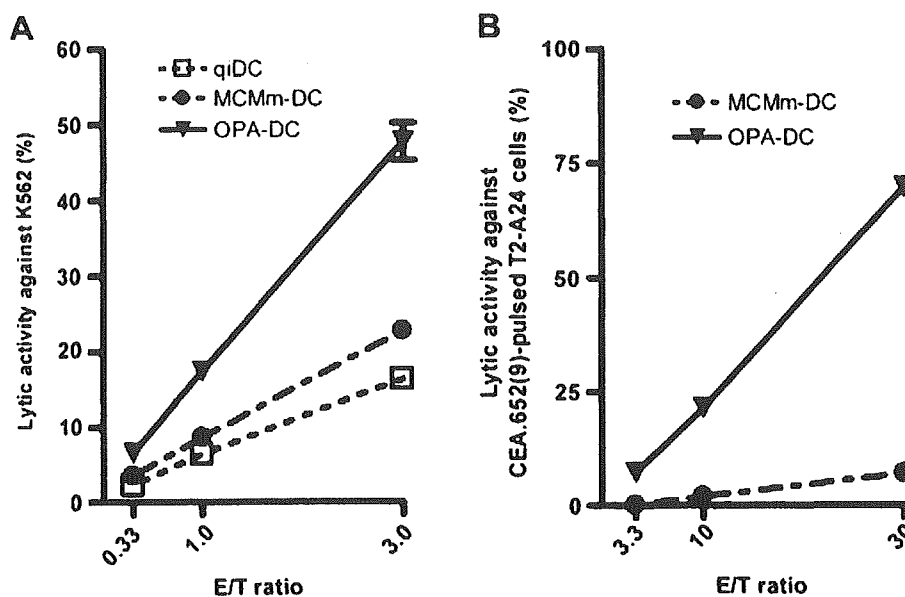 A
Lytic activity against K562 (%)
60
50
40
30
20
10
0
qiDC
MCMm-DC
OPA-DC
0.33
1.0
3.0
E/T ratio
B
Lytic activity against
CEA.652(9)-pulsed T2-A24 cells (%)
100
75
50
25
0
MCMm-DC
OPA-DC
3.3
10
30
E/T ratio